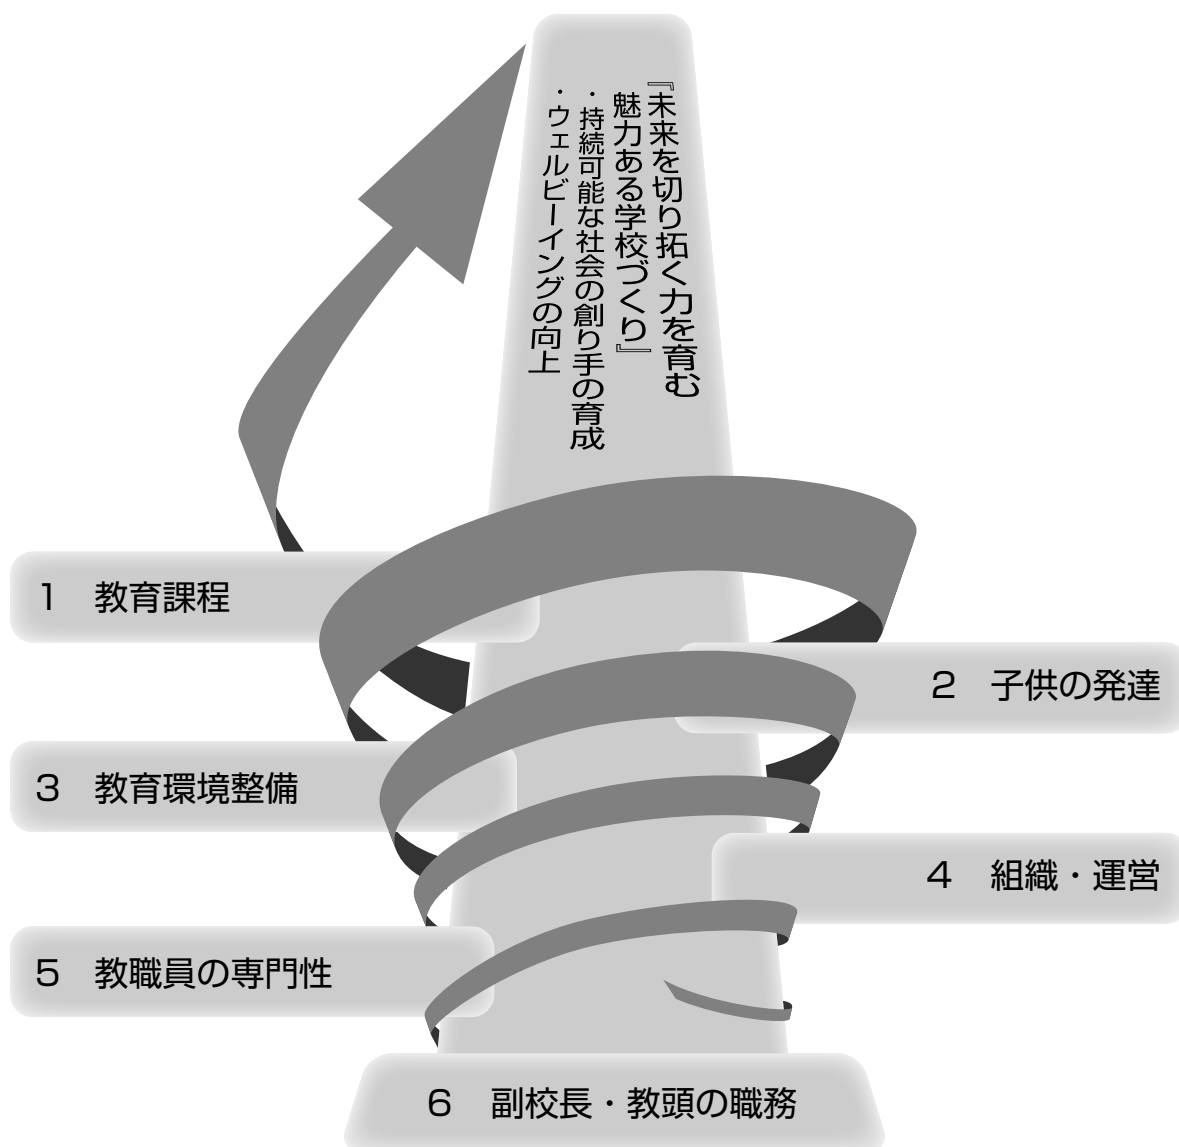 『未来を切り拓く力を育む
魅力ある学校づくり』
・持続可能な社会の創り手の育成
・ウェルビーイングの向上
1　教育課程
2　子供の発達
3　教育環境整備
4　組織・運営
5　教職員の専門性
6　副校長・教頭の職務